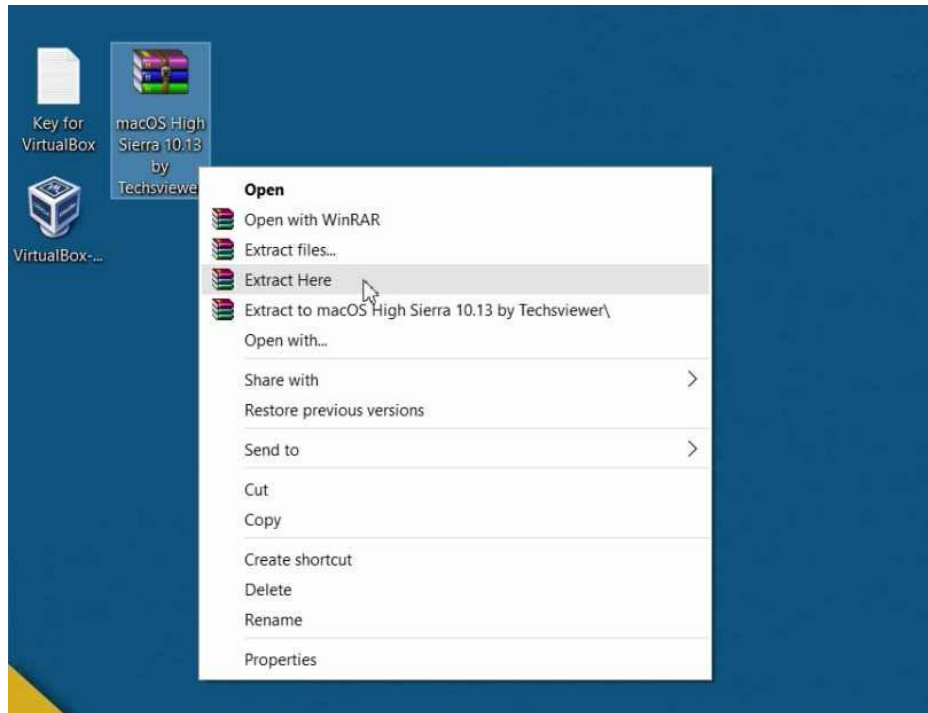 Key for
VirtualBox
macOS High
Sierra 10.13
by
Techsviewe
VirtualBox-...
Open
Open with WinRAR
Extract files...
Extract Here
Extract to macOS High Sierra 10.13 by Techsviewer\
Open with...
Share with
Restore previous versions
Send to
Cut
Copy
Create shortcut
Delete
Rename
Properties